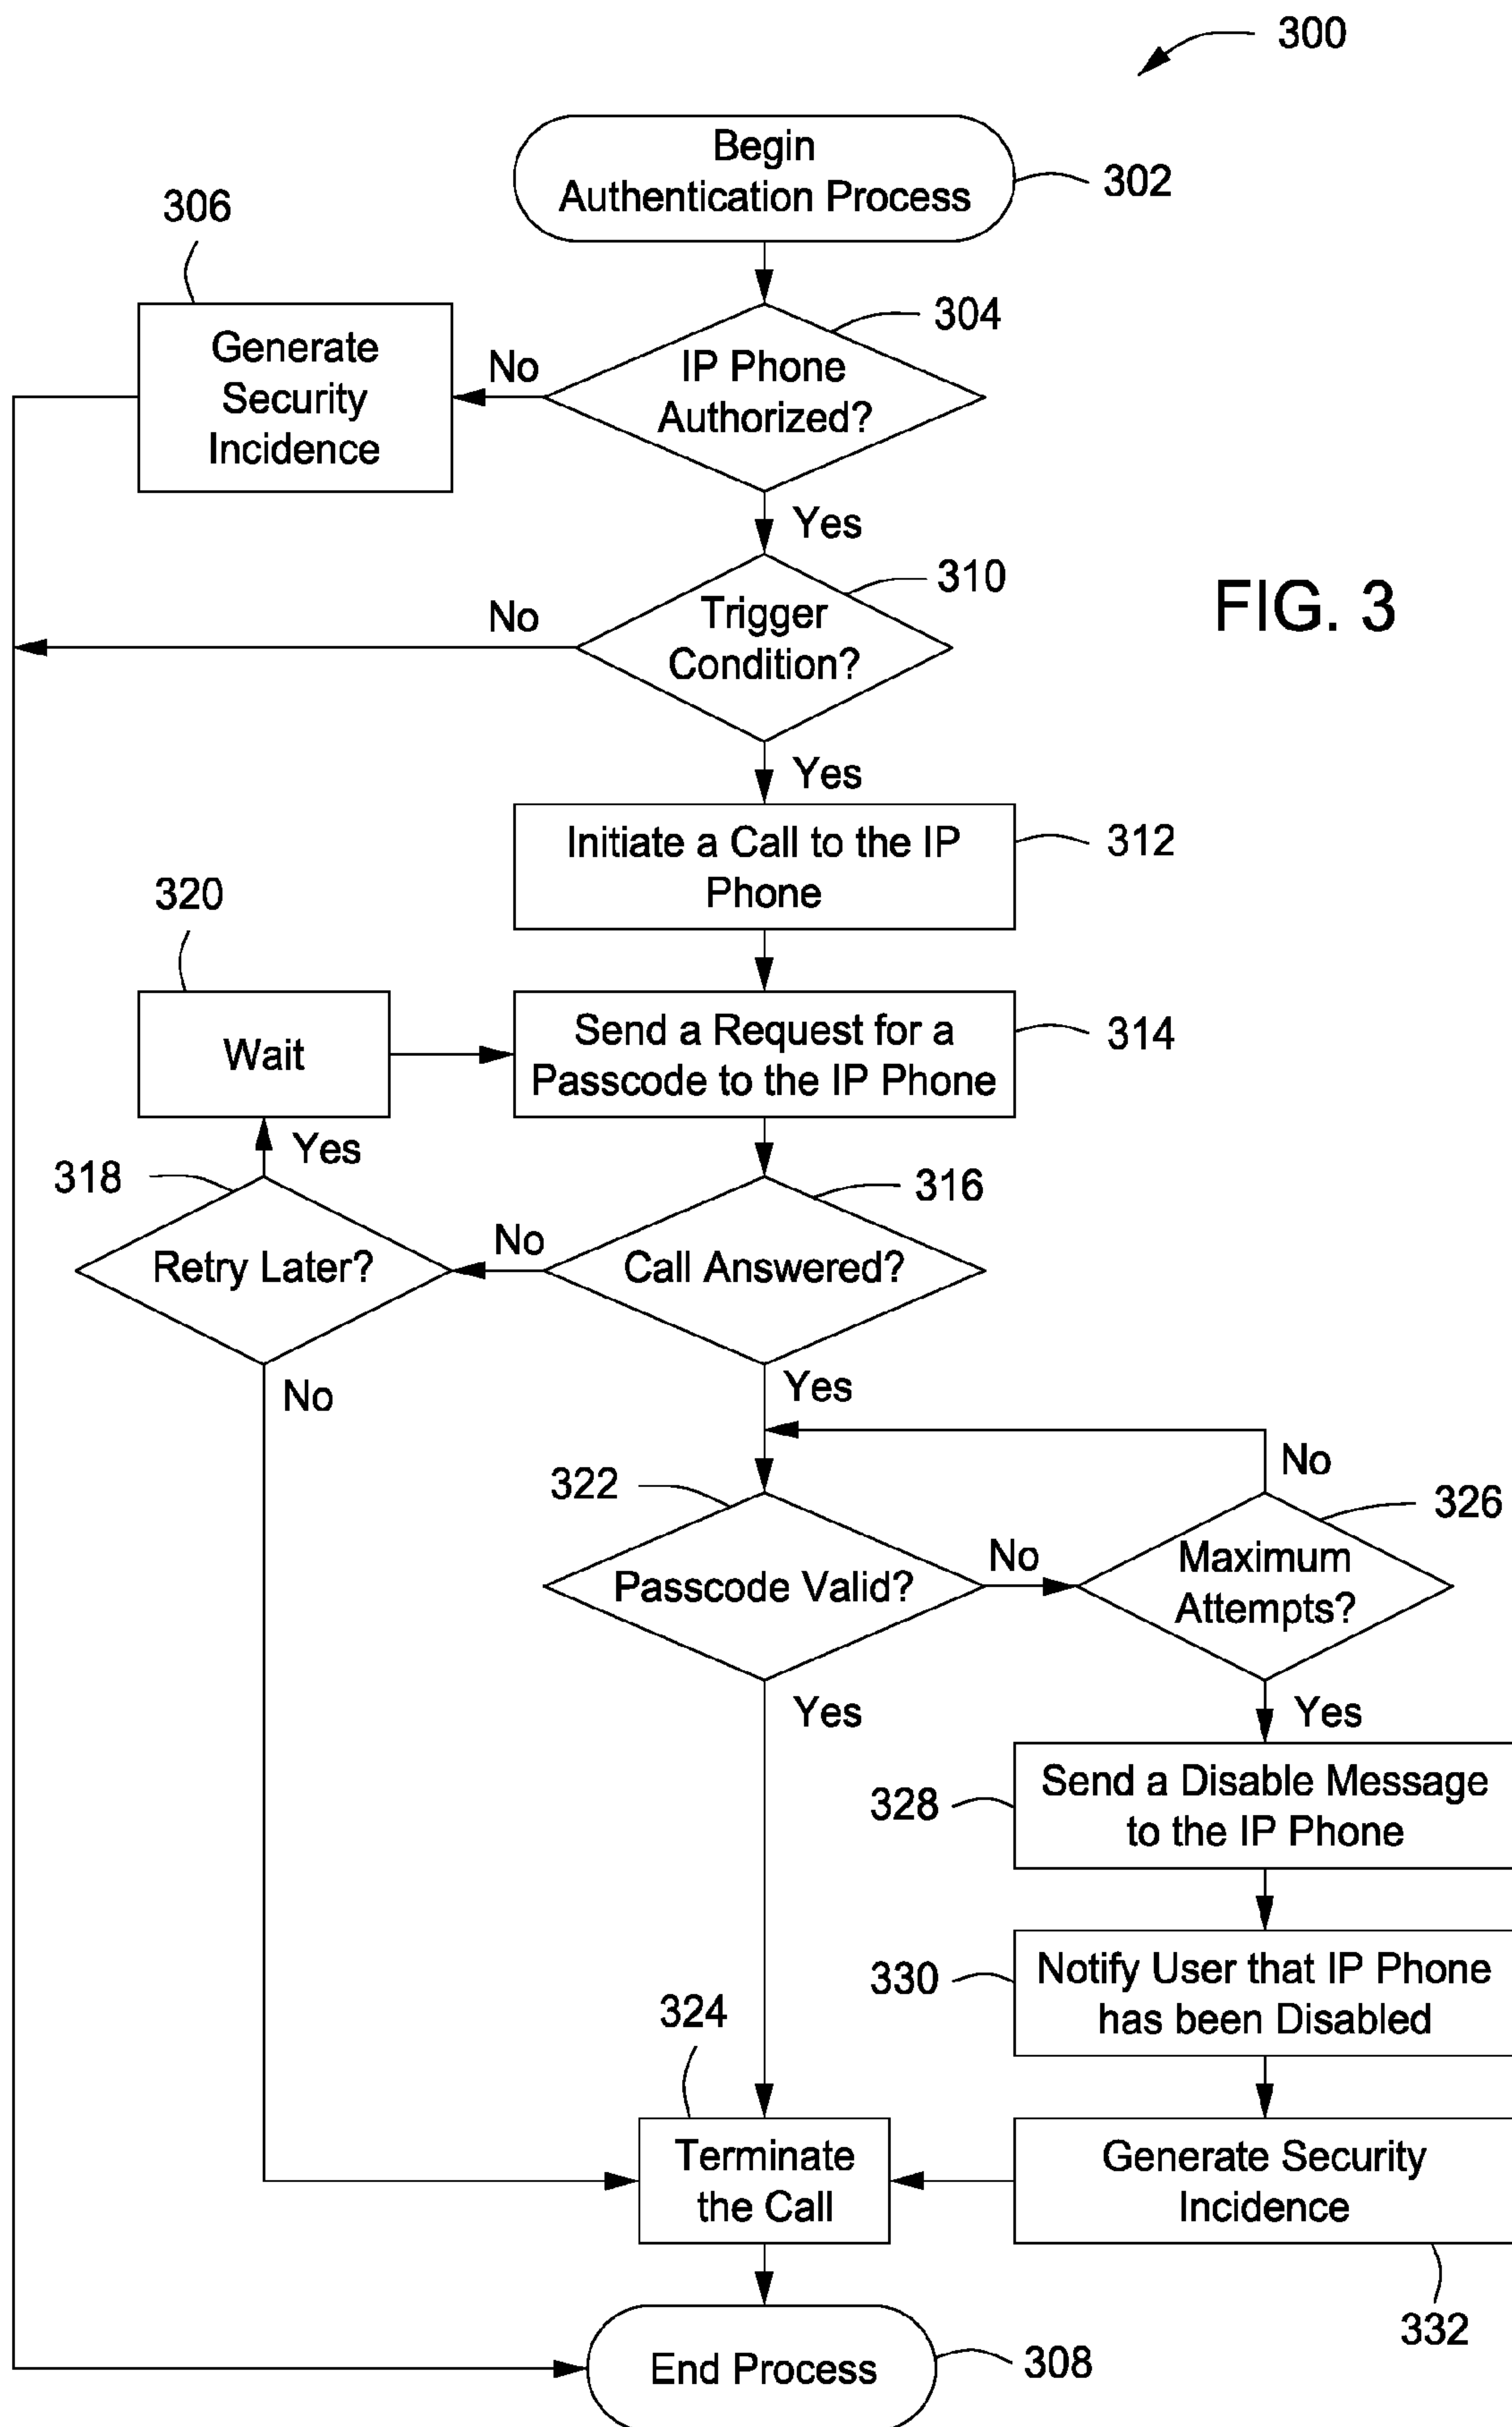 300
Begin
Authentication Process
302
306
304
Generate
Security
Incidence
No
IP Phone
Authorized?
Yes
310
FIG. 3
No
Trigger
Condition?
Yes
Initiate a Call to the IP
Phone
312
320
Wait
Send a Request for a
Passcode to the IP Phone
314
Yes
318
316
Retry Later?
No
Call Answered?
No
Yes
No
322
326
Passcode Valid?
No
Maximum
Attempts?
Yes
Yes
328
Send a Disable Message
to the IP Phone
330
Notify User that IP Phone
has been Disabled
324
Terminate
the Call
Generate Security
Incidence
332
End Process
308